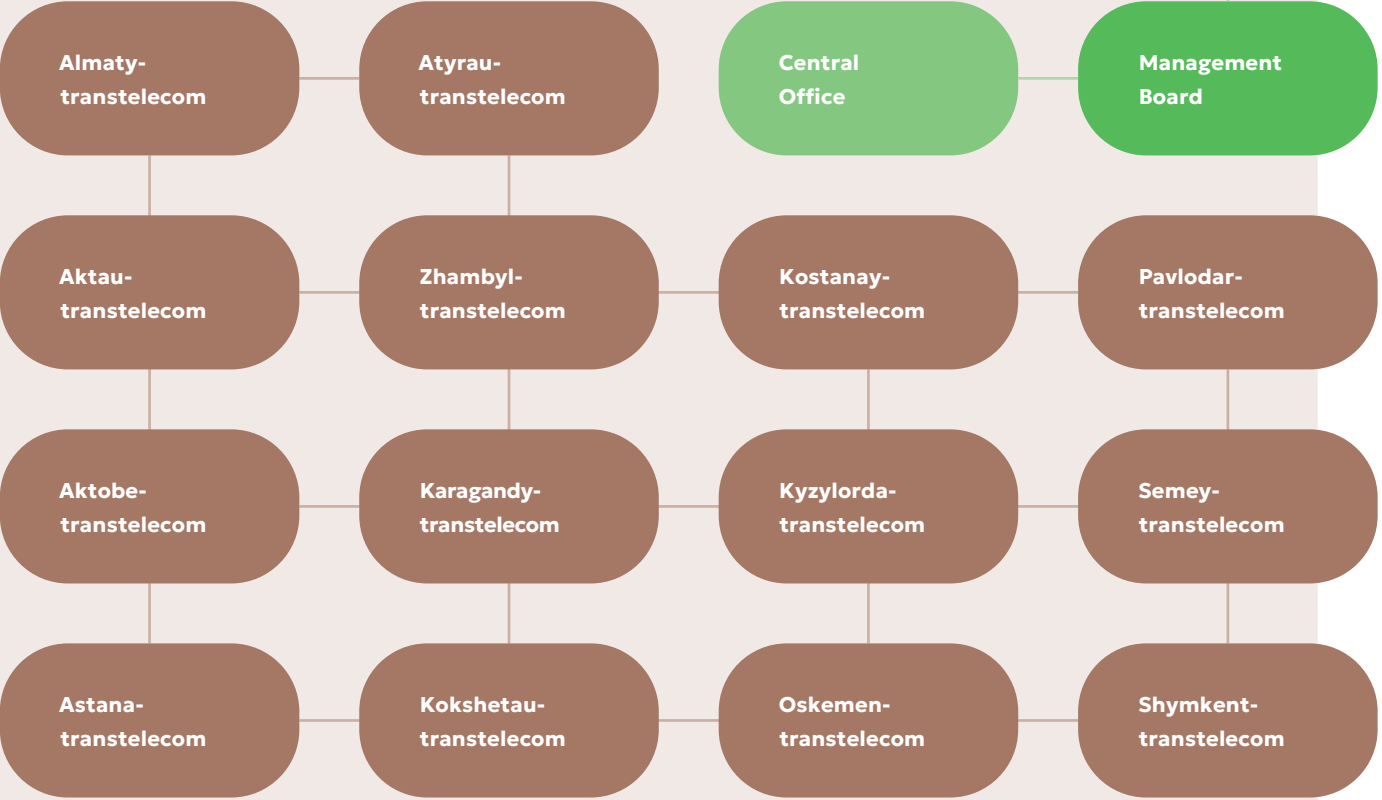 Almaty-
transtelecom
Atyrau-
transtelecom
Central
Office
Management
Board
Aktau-
transtelecom
Zhambyl-
transtelecom
Kostanay-
transtelecom
Pavlodar-
transtelecom
Aktobe-
transtelecom
Karagandy-
transtelecom
Kyzylorda-
transtelecom
Semey-
transtelecom
Astana-
transtelecom
Kokshetau-
transtelecom
Oskemen-
transtelecom
Shymkent-
transtelecom